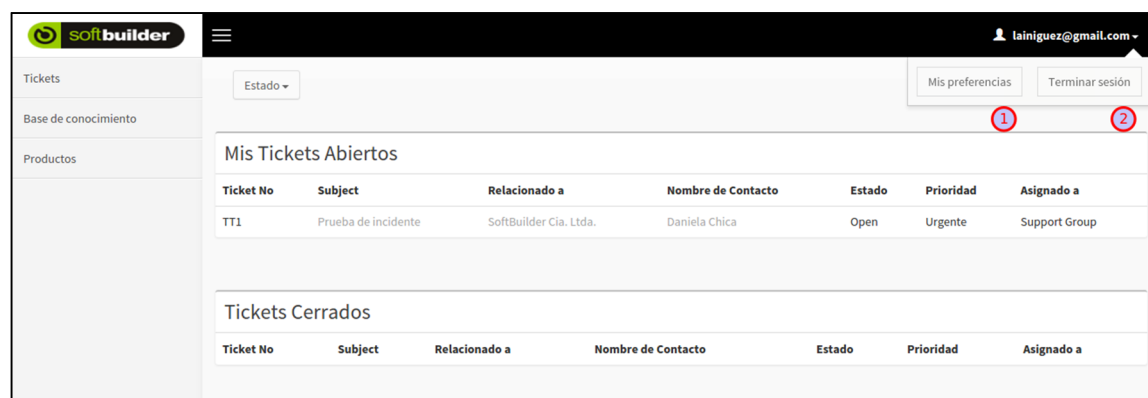 softbuilder
lainiguez@gmail.com
Tickets
Base de conocimiento
Productos
Estado
Mis preferencias
Terminar sesión
1
2
Mis Tickets Abiertos
Ticket No Subject Relacionado a Nombre de Contacto Estado Prioridad Asignado a
TT1 Prueba de incidente SoftBuilder Cía. Ltda. Daniela Chica Open Urgente Support Group
Tickets Cerrados
Ticket No Subject Relacionado a Nombre de Contacto Estado Prioridad Asignado a